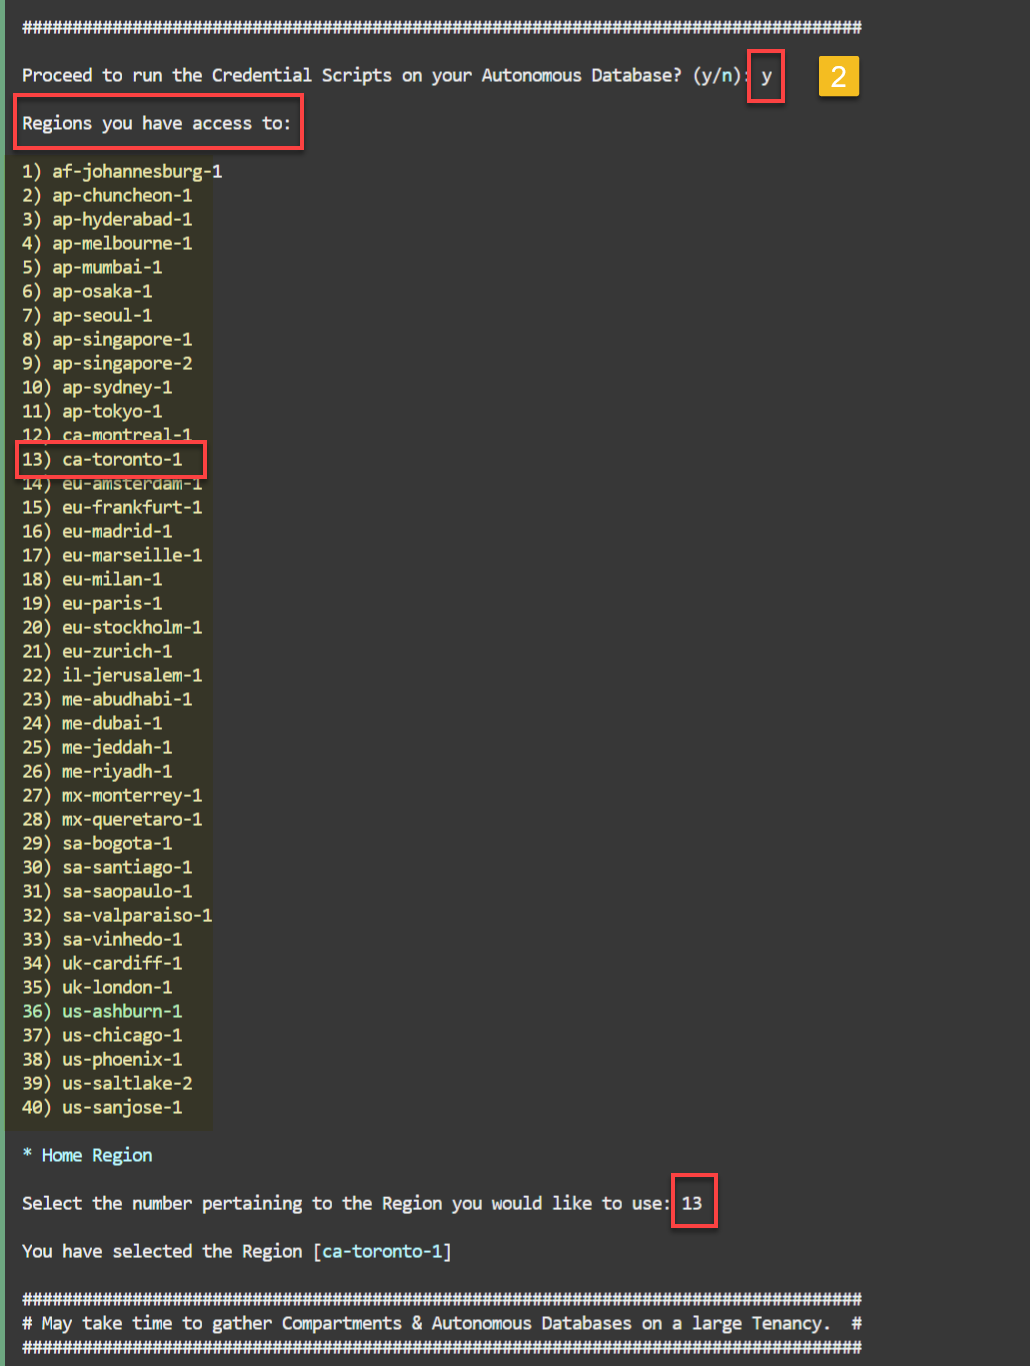 ####################################################################################
Proceed to run the Credential Scripts on your Autonomous Database? (y/n): y
2
Regions you have access to:
1) af-johannesburg-1
2) ap-chuncheon-1
3) ap-hyderabad-1
4) ap-melbourne-1
5) ap-mumbai-1
6) ap-osaka-1
7) ap-seoul-1
8) ap-singapore-1
9) ap-singapore-2
10) ap-sydney-1
11) ap-tokyo-1
12) ca-montreal-1
13) ca-toronto-1
14) eu-amsterdam-1
15) eu-frankfurt-1
16) eu-madrid-1
17) eu-marseille-1
18) eu-milan-1
19) eu-paris-1
20) eu-stockholm-1
21) eu-zurich-1
22) il-jerusalem-1
23) me-abudhabi-1
24) me-dubai-1
25) me-jeddah-1
26) me-riyadh-1
27) mx-monterrey-1
28) mx-queretaro-1
29) sa-bogota-1
30) sa-santiago-1
31) sa-saopaulo-1
32) sa-valparaiso-1
33) sa-vinhedo-1
34) uk-cardiff-1
35) uk-london-1
36) us-ashburn-1
37) us-chicago-1
38) us-phoenix-1
39) us-saltlake-2
40) us-sanjose-1
* Home Region
Select the number pertaining to the Region you would like to use: 13
You have selected the Region [ca-toronto-1]
####################################################################################
# May take time to gather Compartments & Autonomous Databases on a large Tenancy.  #
####################################################################################